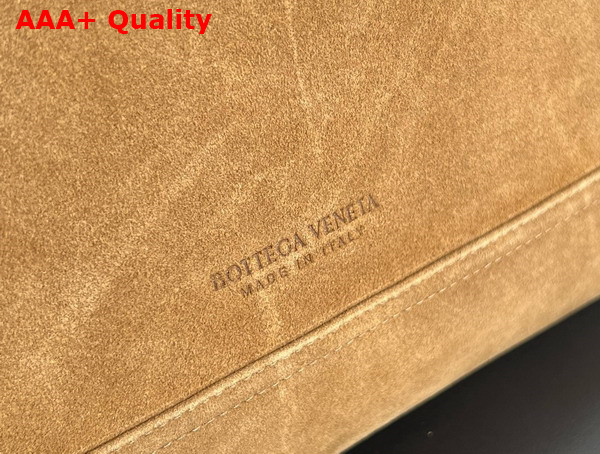 AAA+ Quality
BOTTEGA VENETA
MADE IN ITALY